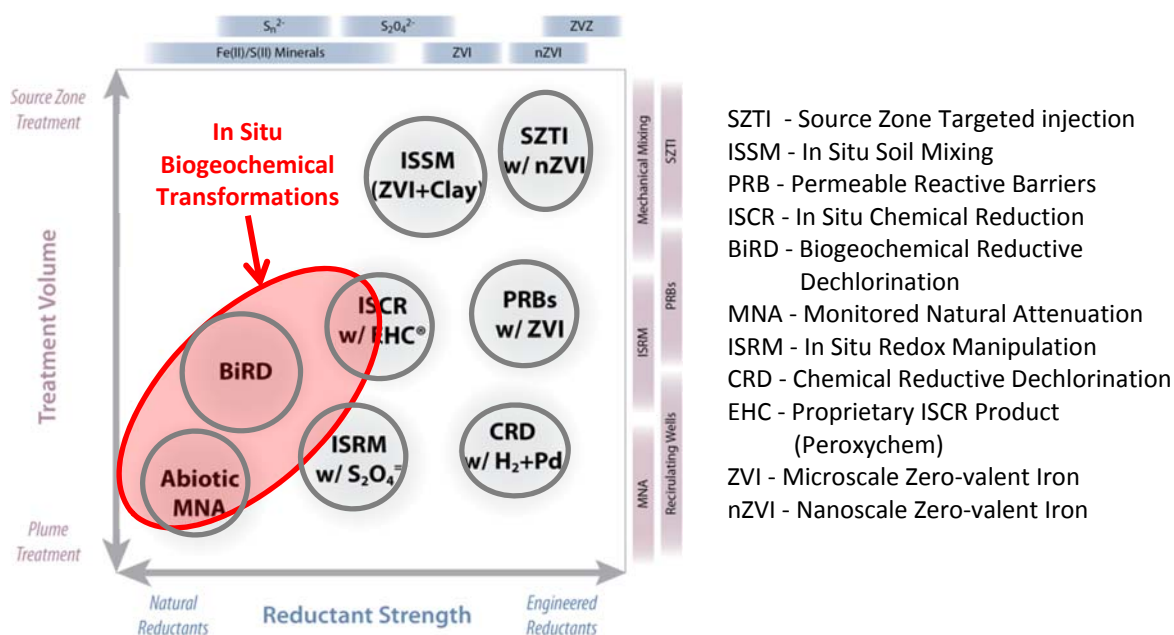 Sₙ²⁻
S₂O₄²⁻
ZVZ
Fe(II)/S(II) Minerals
ZVI
nZVI
Source Zone
Treatment
Treatment Volume
Plume
Treatment
In Situ
Biogeochemical
Transformations
ISSM
(ZVI+Clay)
SZTI
w/ nZVI
ISCR
w/ EHC®
PRBs
w/ ZVI
BiRD
ISRM
w/ S₂O₄⁼
CRD
w/ H₂+Pd
Abiotic
MNA
Mechanical Mixing
SZTI
ISRM
PRBs
MNA
Recirulating Wells
Natural
Reductants
Reductant Strength
Engineered
Reductants
SZTI - Source Zone Targeted injection
ISSM - In Situ Soil Mixing
PRB - Permeable Reactive Barriers
ISCR - In Situ Chemical Reduction
BiRD - Biogeochemical Reductive
Dechlorination
MNA - Monitored Natural Attenuation
ISRM - In Situ Redox Manipulation
CRD - Chemical Reductive Dechlorination
EHC - Proprietary ISCR Product
(Peroxychem)
ZVI - Microscale Zero-valent Iron
nZVI - Nanoscale Zero-valent Iron